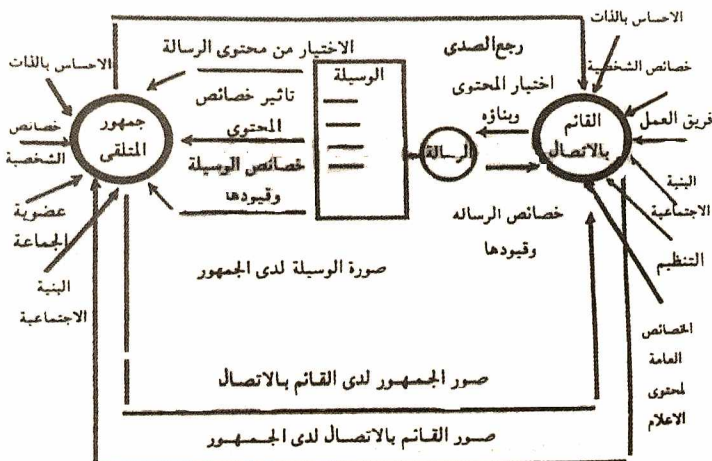 الاحساس بالذات
خصائص الشخصية
فريق العمل
البنية
الاجتماعية
التنظيم
الخصائص
العامة
لمحتوى
الاعلام
القائم
بالاتصال
رجع الصدى
اختيار المحتوى
وبناؤه
الرسالة
خصائص الرساله
وقيودها
الوسيلة
الاختيار من محتوى الرسالة
تاثير خصائص
المحتوى
خصائص الوسيلة
وقيودها
صورة الوسيلة لدى الجمهور
جمهور
المتلقى
الاحساس بالذات
خصائص
الشخصية
عضوية
الجماعة
البنية
الاجتماعية
صور الجمهور لدى القائم بالاتصال
صور القائم بالاتصال لدى الجمهور